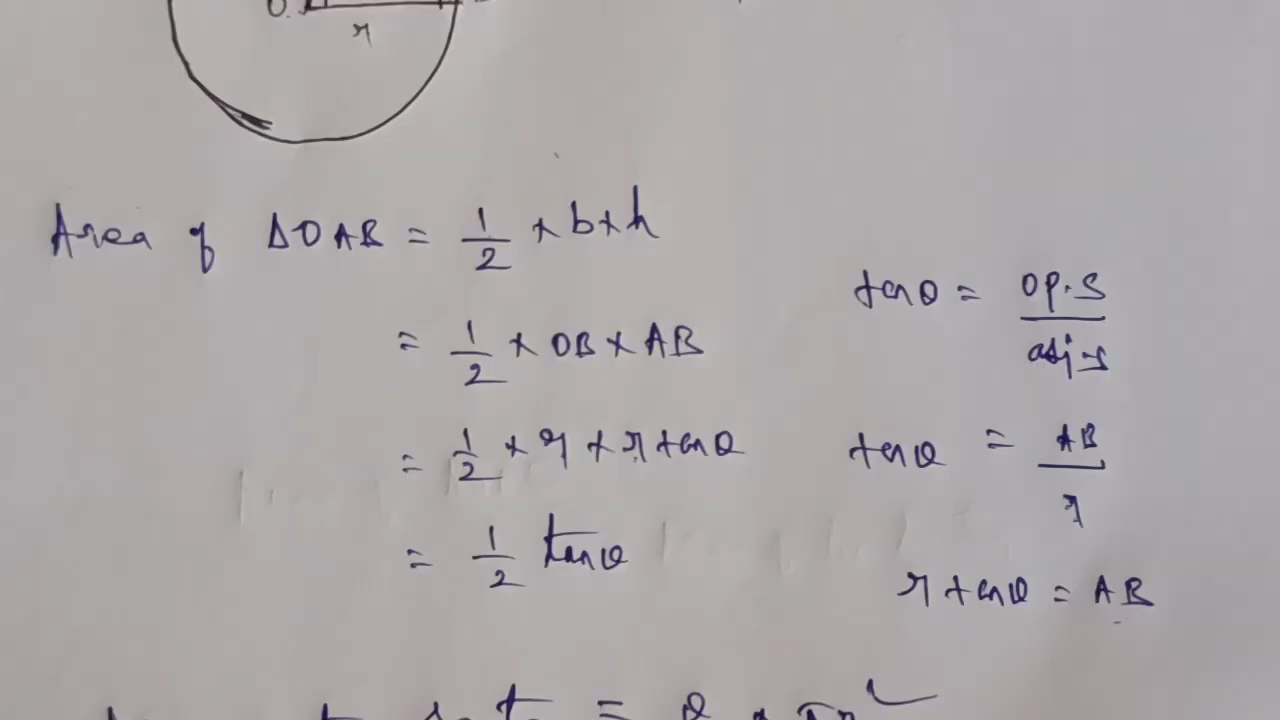 O
r
Area of ΔOAB = 1/2 × b × h
= 1/2 × OB × AB
= 1/2 × r × r tanθ
= 1/2 tanθ
tanθ = op.s/adj.s
tanθ = AB/r
r tanθ = AB